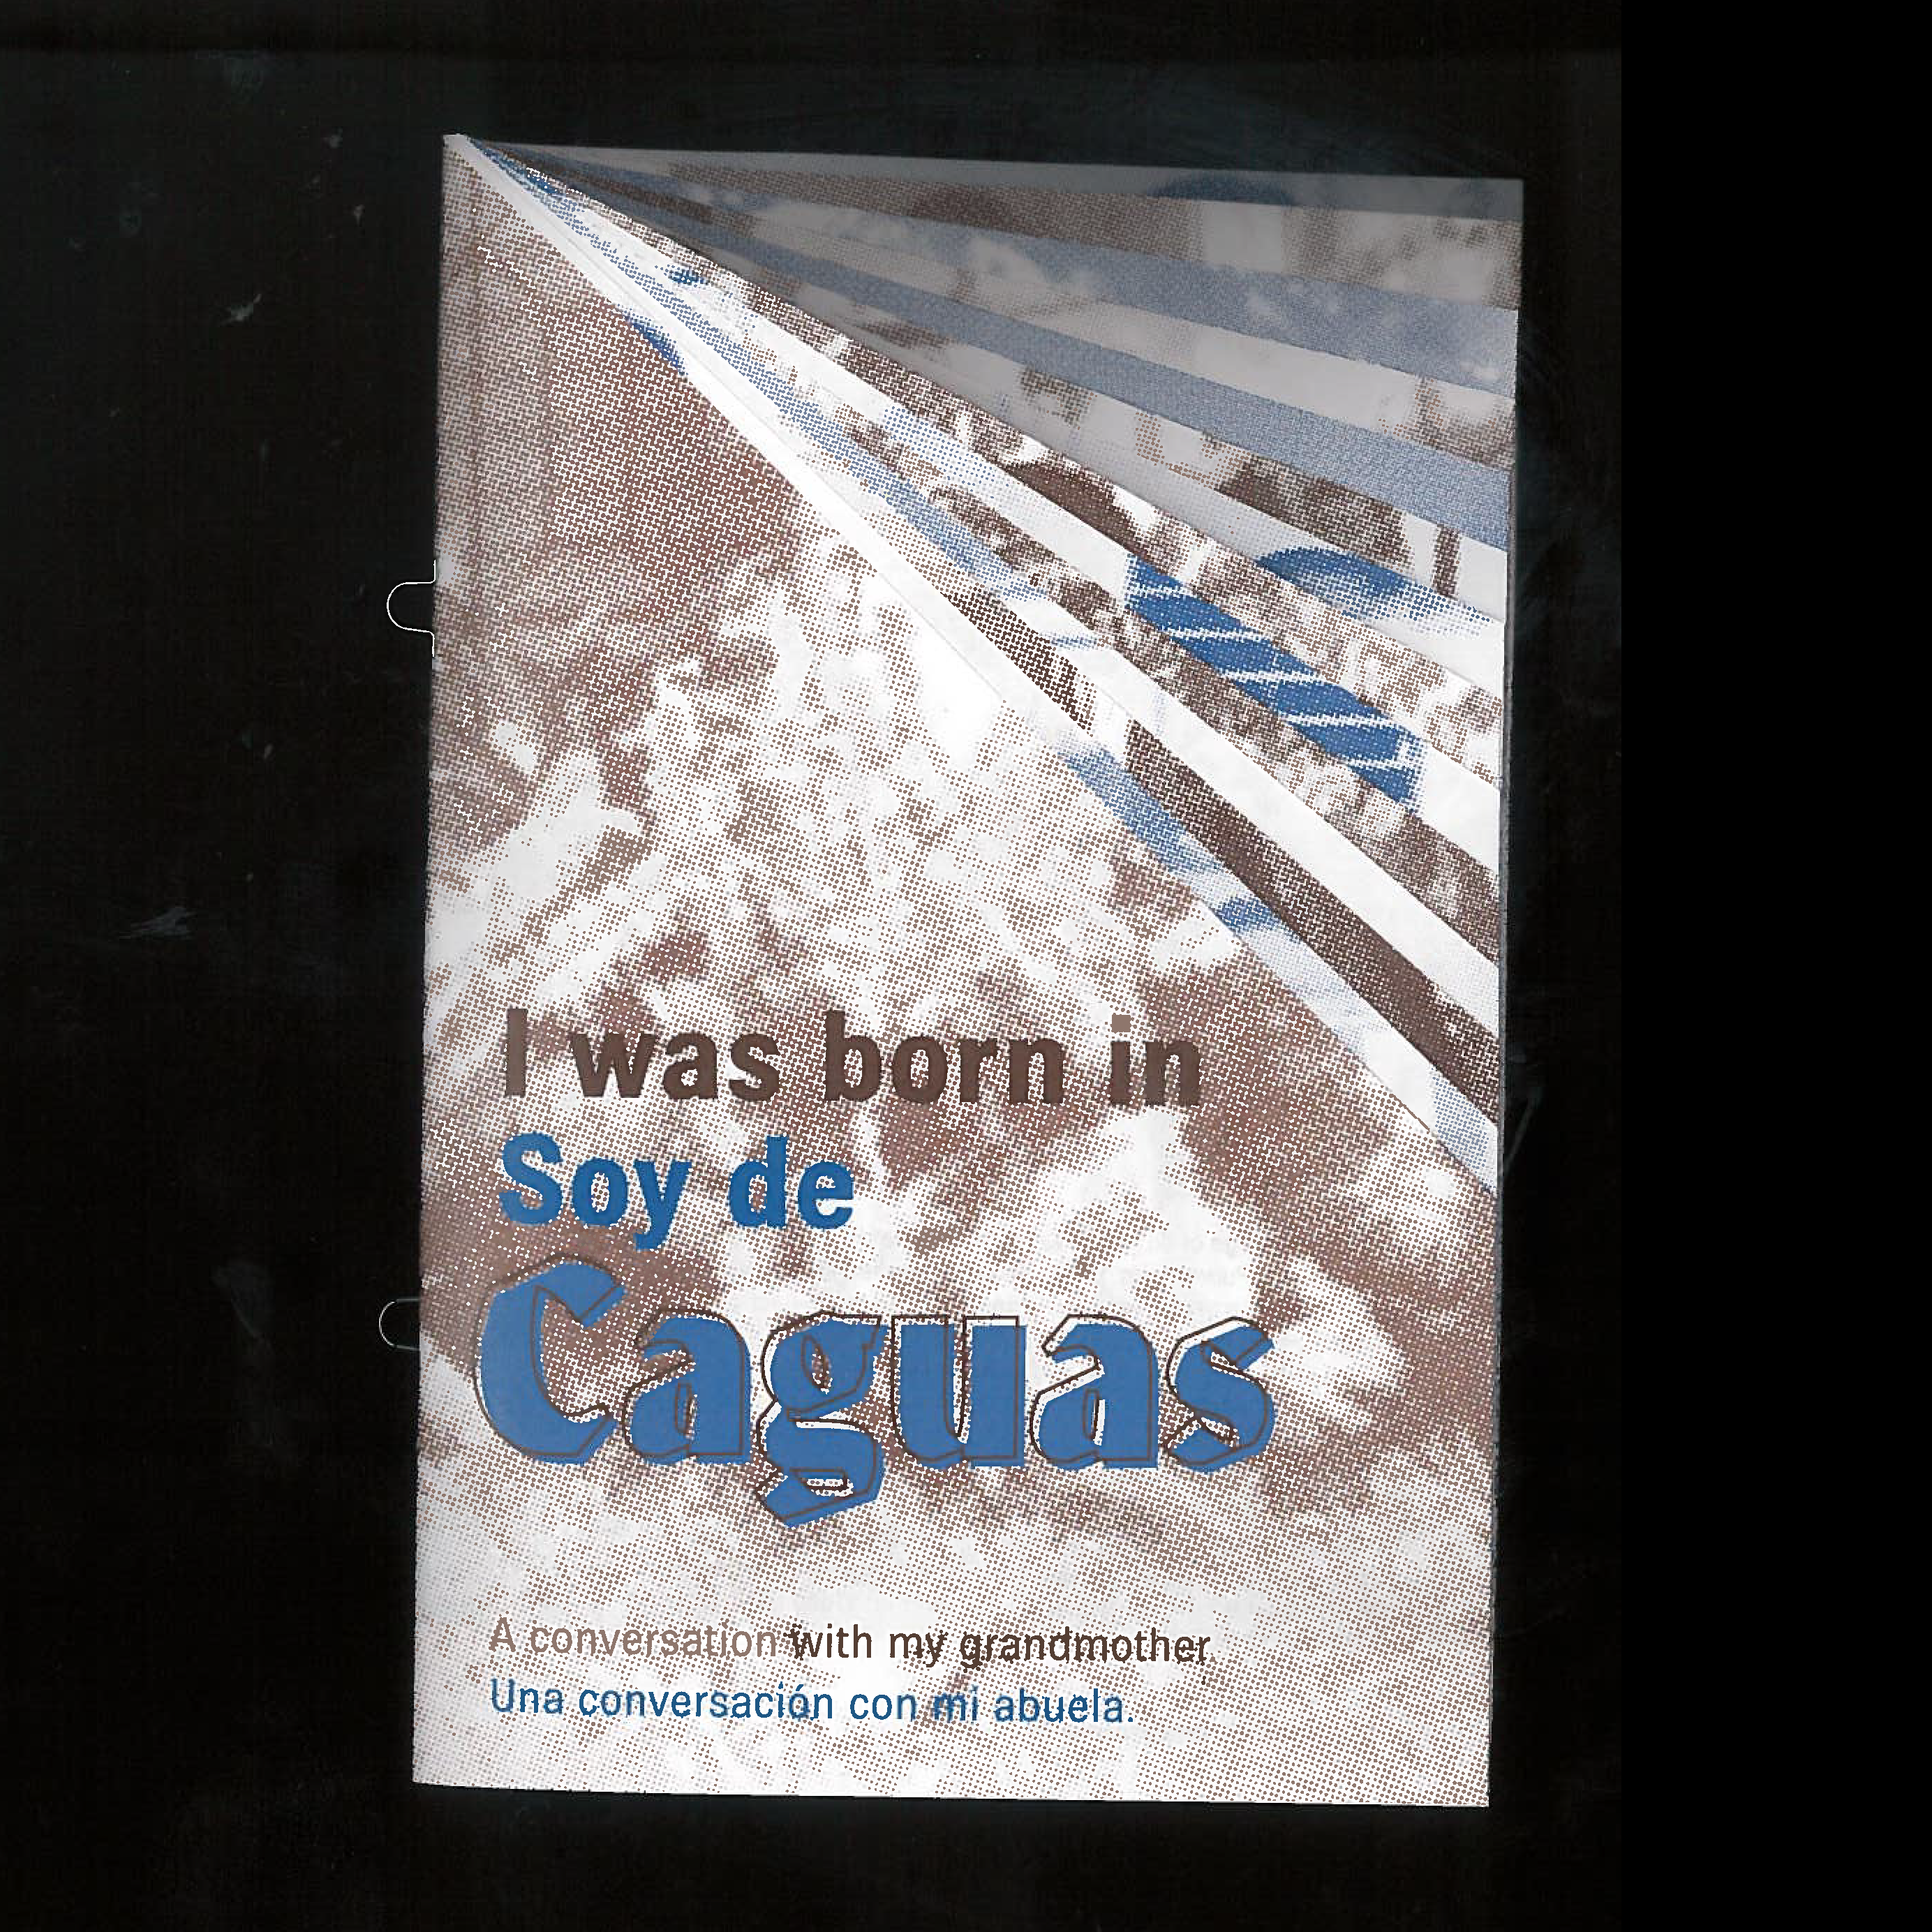 I was born in
Soy de
Caguas
A conversation with my grandmother.
Una conversación con mi abuela.